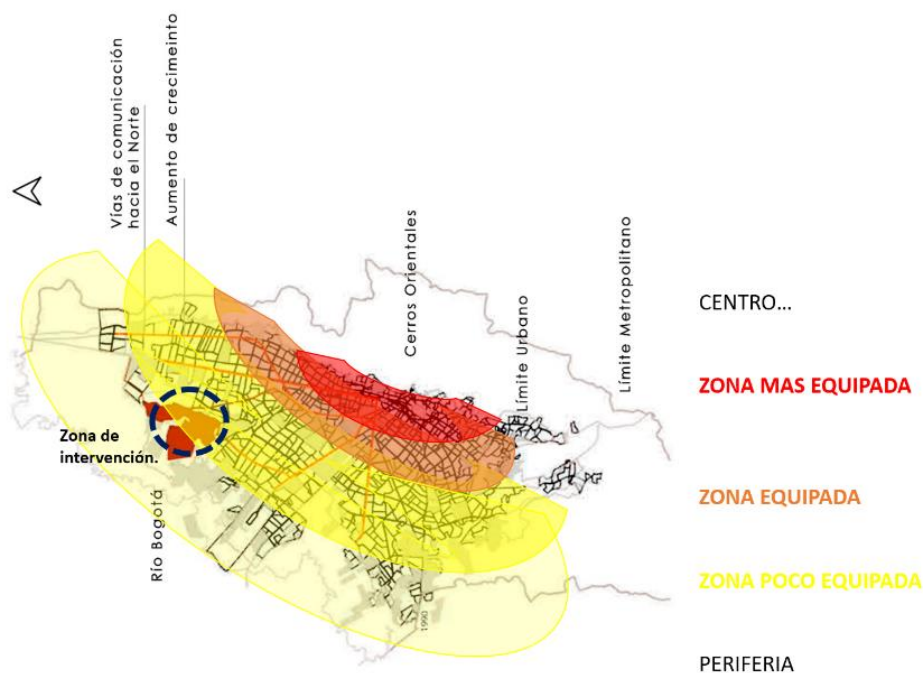 Vías de comunicación
hacia el Norte
Aumento de crecimeinto
Cerros Orientales
Límite Urbano
Límite Metropolitano
Zona de
intervención.
Río Bogotá
1990
CENTRO...
ZONA MAS EQUIPADA
ZONA EQUIPADA
ZONA POCO EQUIPADA
PERIFERIA